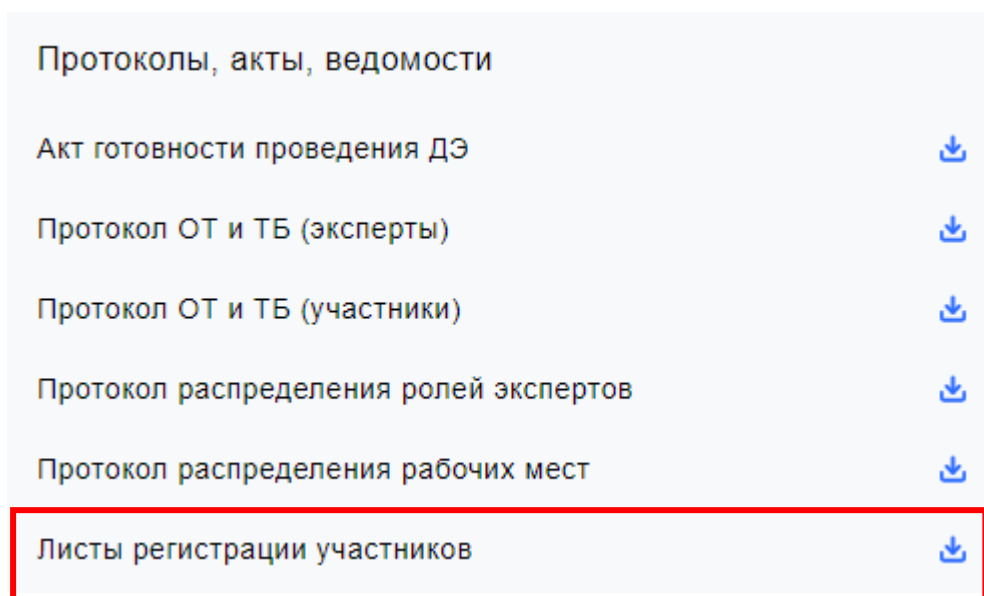 Протоколы, акты, ведомости
Акт готовности проведения ДЭ
Протокол ОТ и ТБ (эксперты)
Протокол ОТ и ТБ (участники)
Протокол распределения ролей экспертов
Протокол распределения рабочих мест
Листы регистрации участников